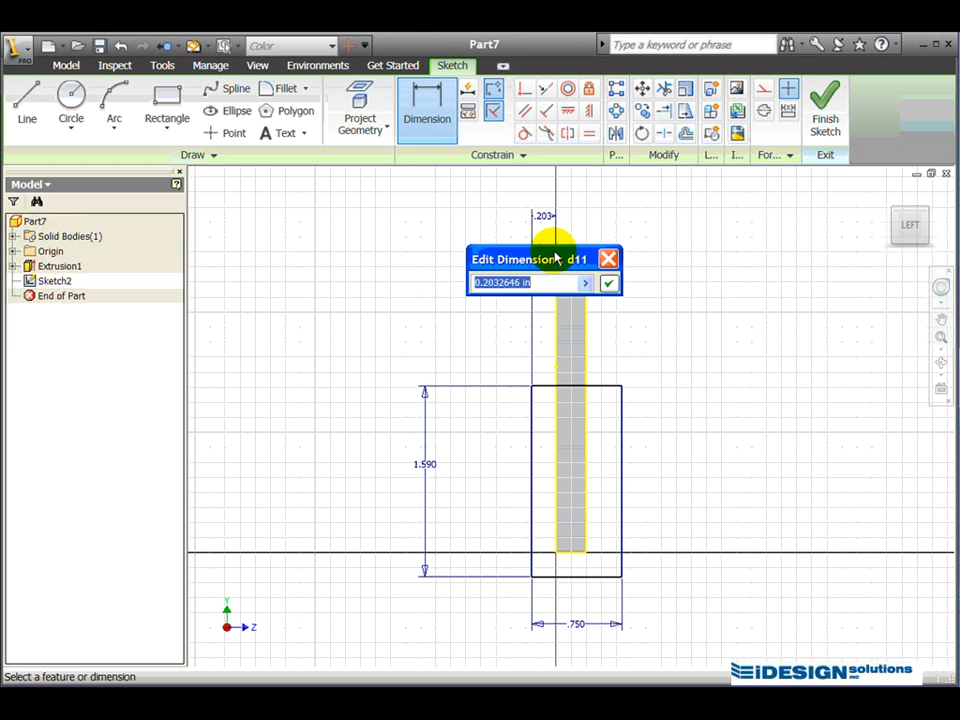 Color
Part7
Type a keyword or phrase
PRO
Model Inspect Tools Manage View Environments Get Started Sketch
Line Circle Arc Rectangle
Spline Fillet
Ellipse Polygon
Point Text
Project
Geometry
Dimension
Finish
Sketch
Draw Constrain P... Modify L... I... For... Exit
Model
Part7
Solid Bodies(1)
Origin
Extrusion1
Sketch2
End of Part
LEFT
.203
Edit Dimension : d11
0.2032646 in
1.590
.750
Y
Z
Select a feature or dimension
iDESIGN solutions
INC